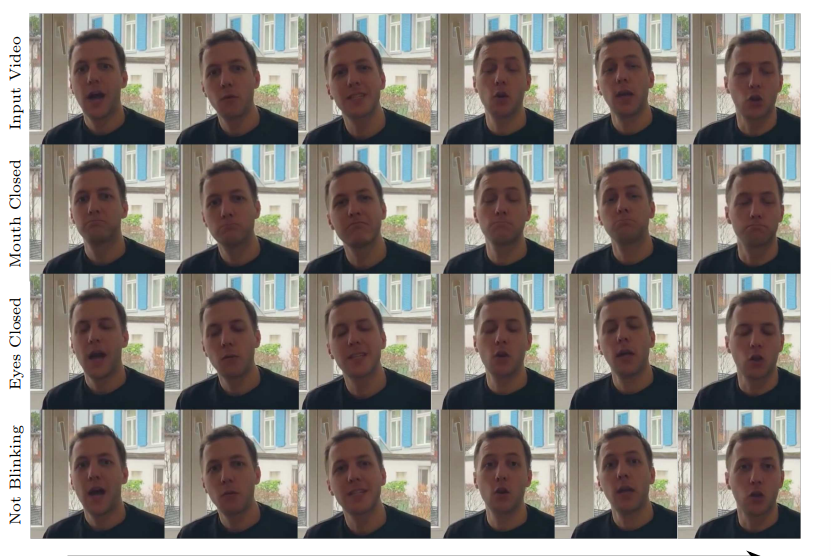 Input Video
Mouth Closed
Eyes Closed
Not Blinking